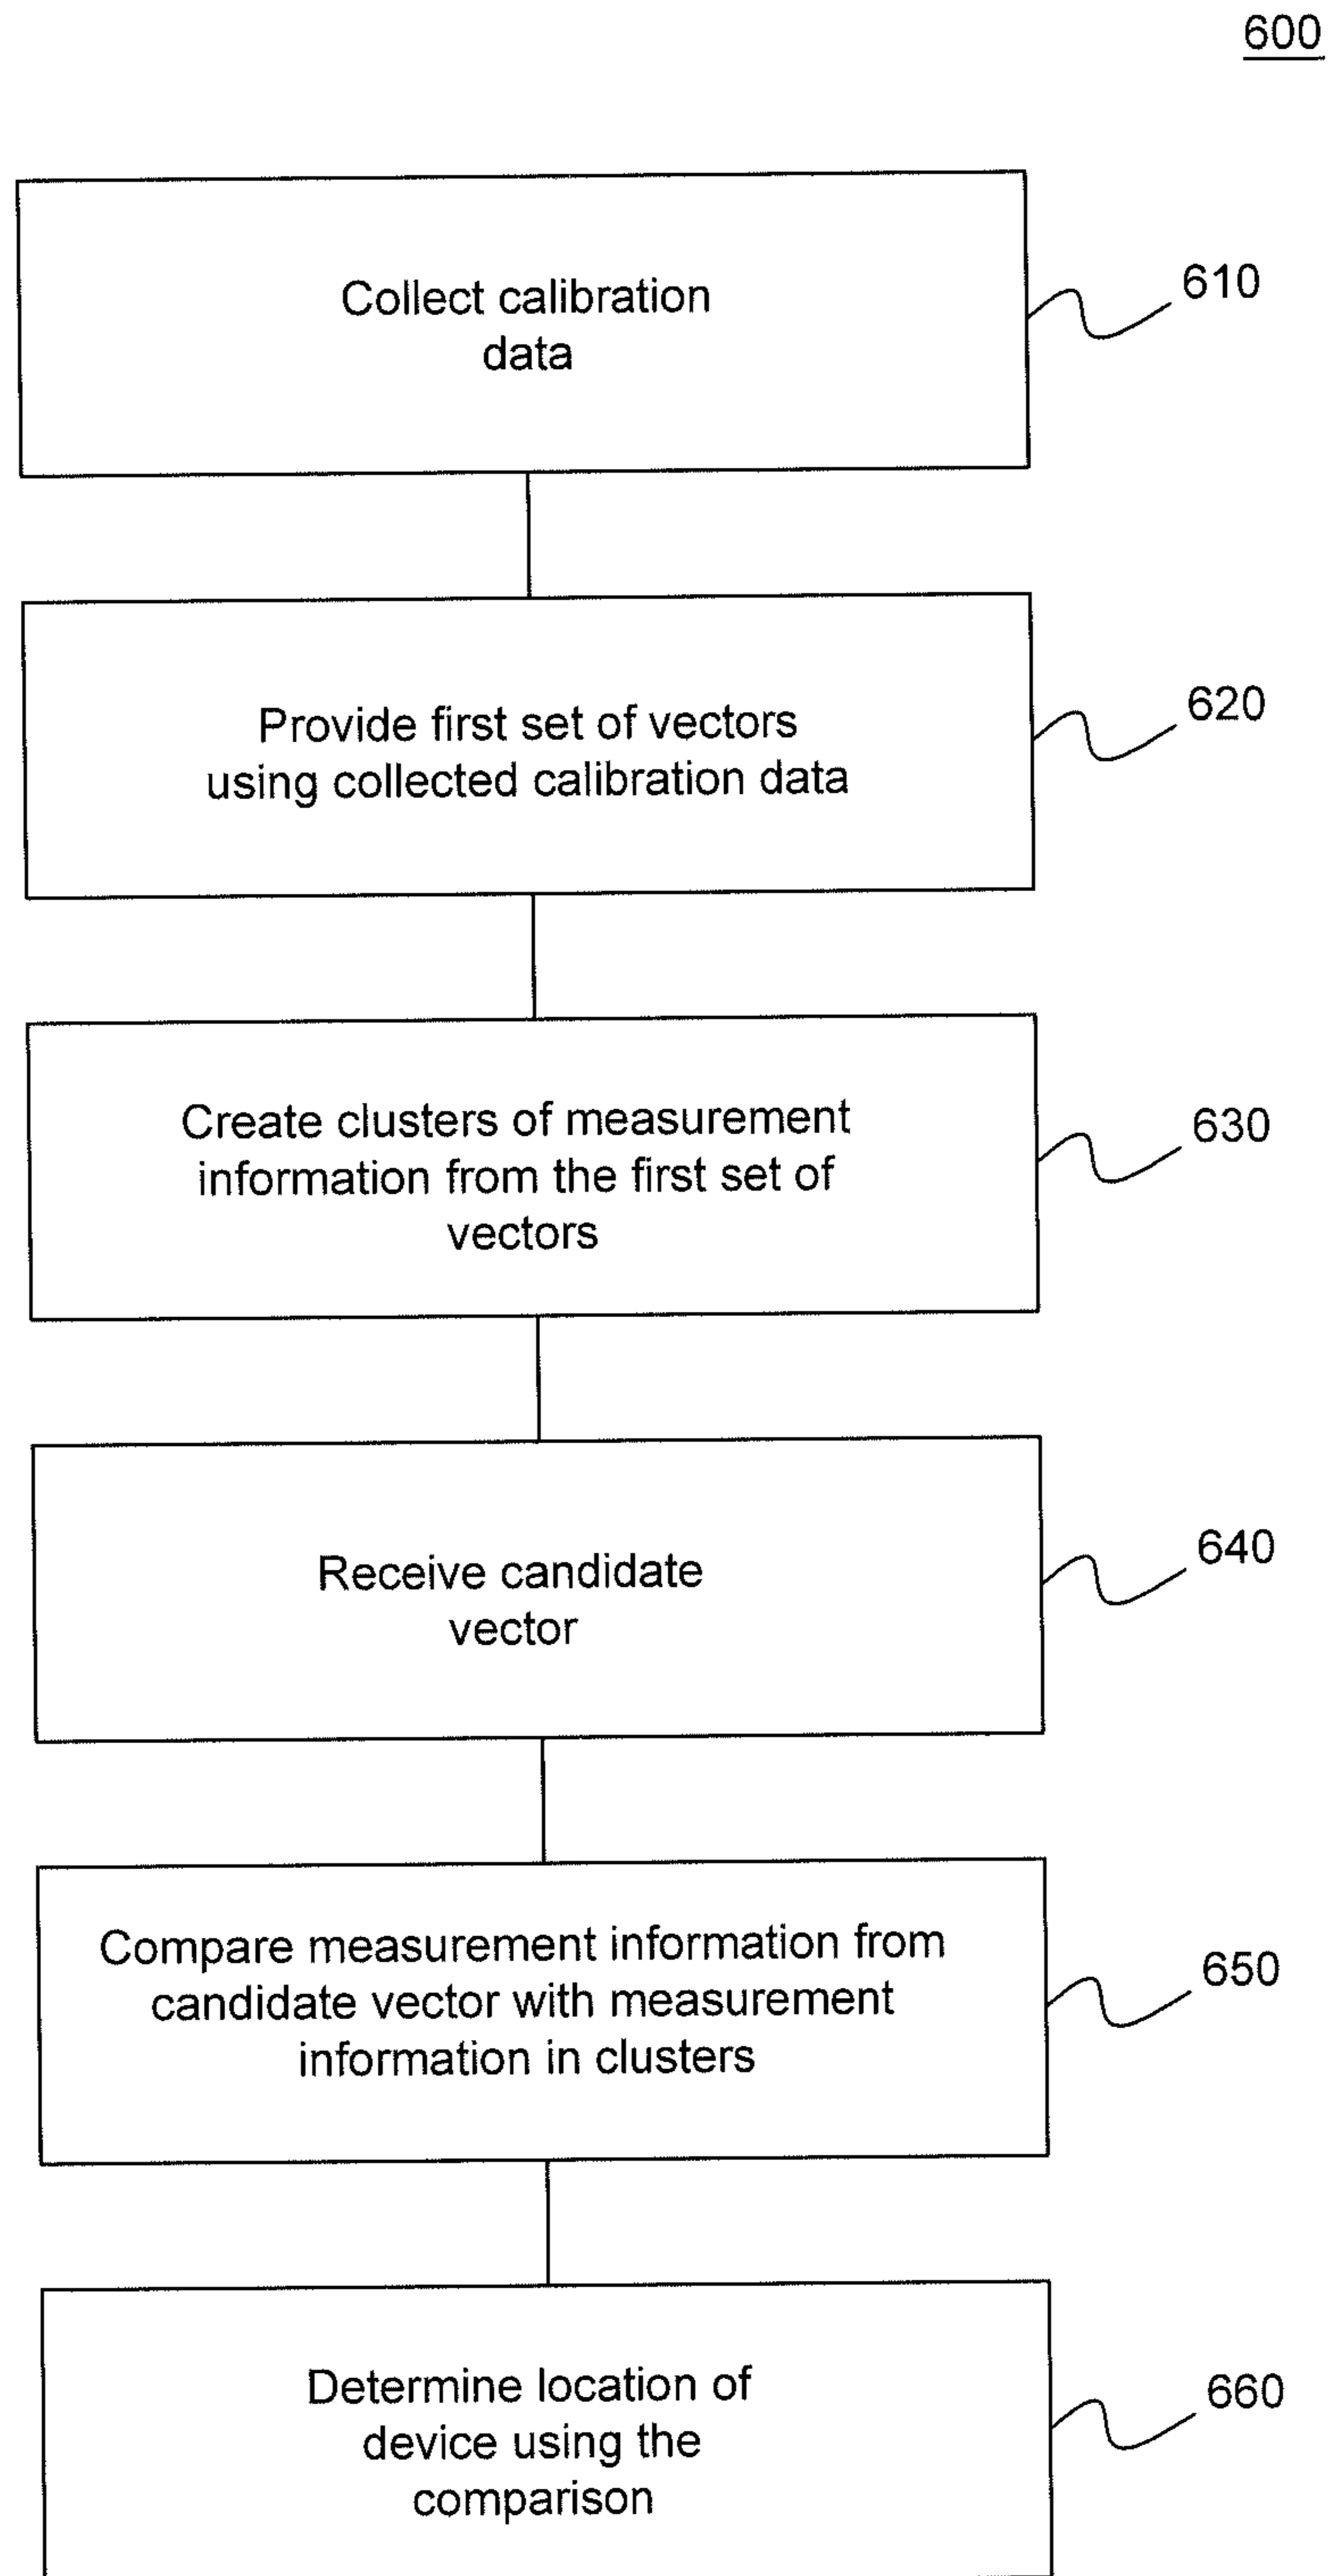 600
Collect calibration
data
610
Provide first set of vectors
using collected calibration data
620
Create clusters of measurement
information from the first set of
vectors
630
Receive candidate
vector
640
Compare measurement information from
candidate vector with measurement
information in clusters
650
Determine location of
device using the
comparison
660